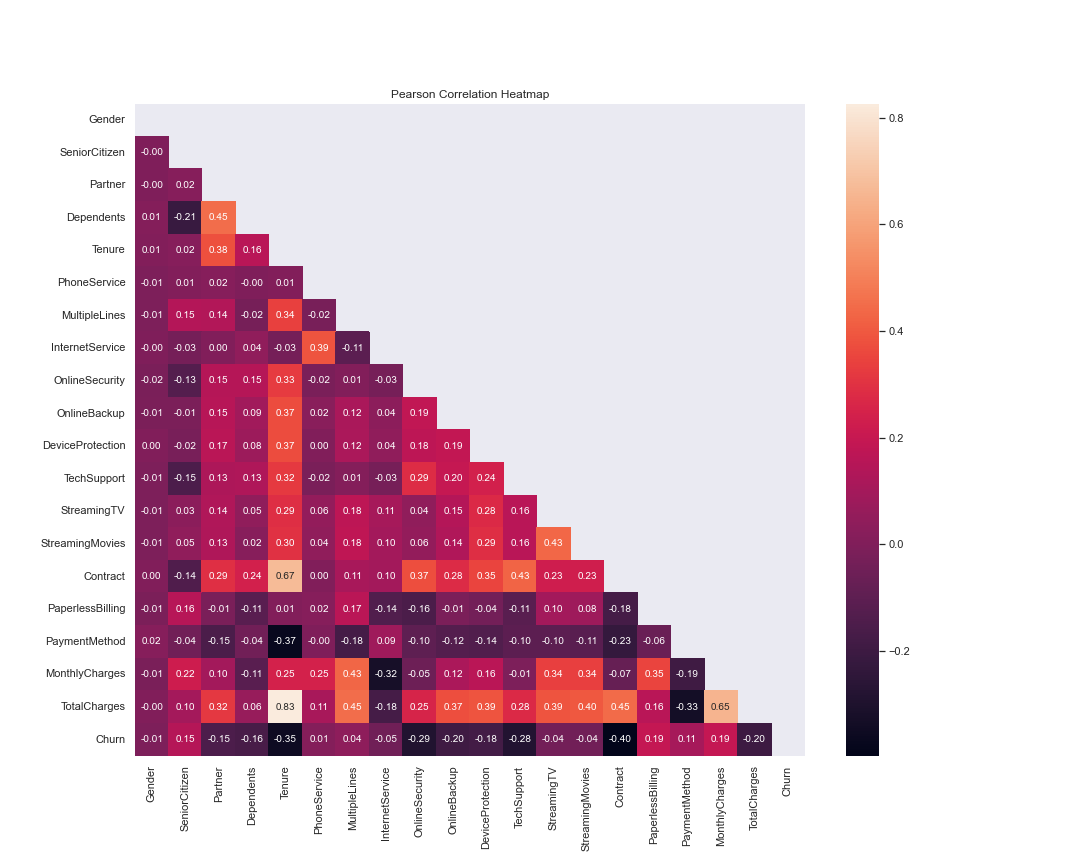 Pearson Correlation Heatmap
Gender
SeniorCitizen -0.00
Partner -0.00 0.02
Dependents 0.01 -0.21 0.45
Tenure 0.01 0.02 0.38 0.16
PhoneService -0.01 0.01 0.02 -0.00 0.01
MultipleLines -0.01 0.15 0.14 -0.02 0.34 -0.02
InternetService -0.00 -0.03 0.00 0.04 -0.03 0.39 -0.11
OnlineSecurity -0.02 -0.13 0.15 0.15 0.33 -0.02 0.01 -0.03
OnlineBackup -0.01 -0.01 0.15 0.09 0.37 0.02 0.12 0.04 0.19
DeviceProtection 0.00 -0.02 0.17 0.08 0.37 0.00 0.12 0.04 0.18 0.19
TechSupport -0.01 -0.15 0.13 0.13 0.32 -0.02 0.01 -0.03 0.29 0.20 0.24
StreamingTV -0.01 0.03 0.14 0.05 0.29 0.06 0.18 0.11 0.04 0.15 0.28 0.16
StreamingMovies -0.01 0.05 0.13 0.02 0.30 0.04 0.18 0.10 0.06 0.14 0.29 0.16 0.43
Contract 0.00 -0.14 0.29 0.24 0.67 0.00 0.11 0.10 0.37 0.28 0.35 0.43 0.23 0.23
PaperlessBilling -0.01 0.16 -0.01 -0.11 0.01 0.02 0.17 -0.14 -0.16 -0.01 -0.04 -0.11 0.10 0.08 -0.18
PaymentMethod 0.02 -0.04 -0.15 -0.04 -0.37 -0.00 -0.18 0.09 -0.10 -0.12 -0.14 -0.10 -0.10 -0.11 -0.23 -0.06
MonthlyCharges -0.01 0.22 0.10 -0.11 0.25 0.25 0.43 -0.32 -0.05 0.12 0.16 -0.01 0.34 0.34 -0.07 0.35 -0.19
TotalCharges -0.00 0.10 0.32 0.06 0.83 0.11 0.45 -0.18 0.25 0.37 0.39 0.28 0.39 0.40 0.45 0.16 -0.33 0.65
Churn -0.01 0.15 -0.15 -0.16 -0.35 0.01 0.04 -0.05 -0.29 -0.20 -0.18 -0.28 -0.04 -0.04 -0.40 0.19 0.11 0.19 -0.20
Gender
SeniorCitizen
Partner
Dependents
Tenure
PhoneService
MultipleLines
InternetService
OnlineSecurity
OnlineBackup
DeviceProtection
TechSupport
StreamingTV
StreamingMovies
Contract
PaperlessBilling
PaymentMethod
MonthlyCharges
TotalCharges
Churn
0.8
0.6
0.4
0.2
0.0
−0.2